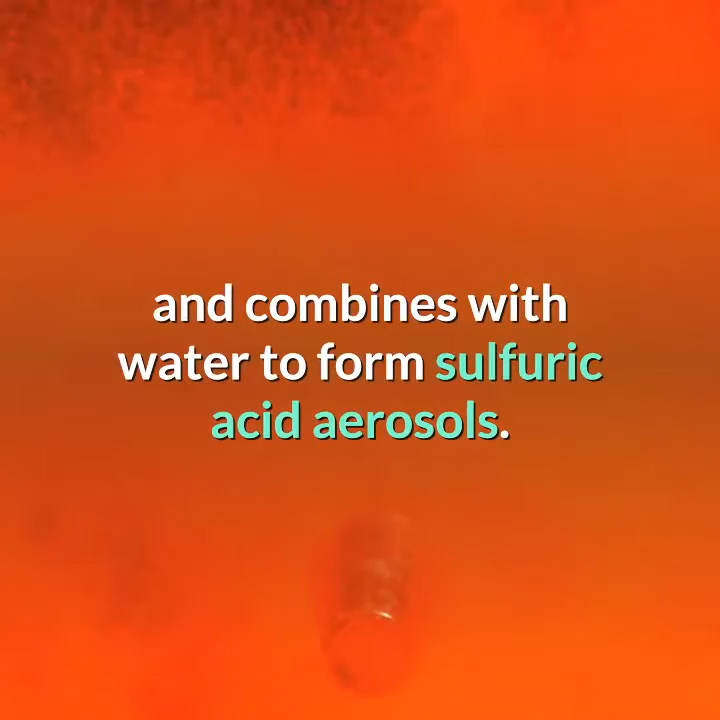 and combines with
water to form sulfuric
acid aerosols.